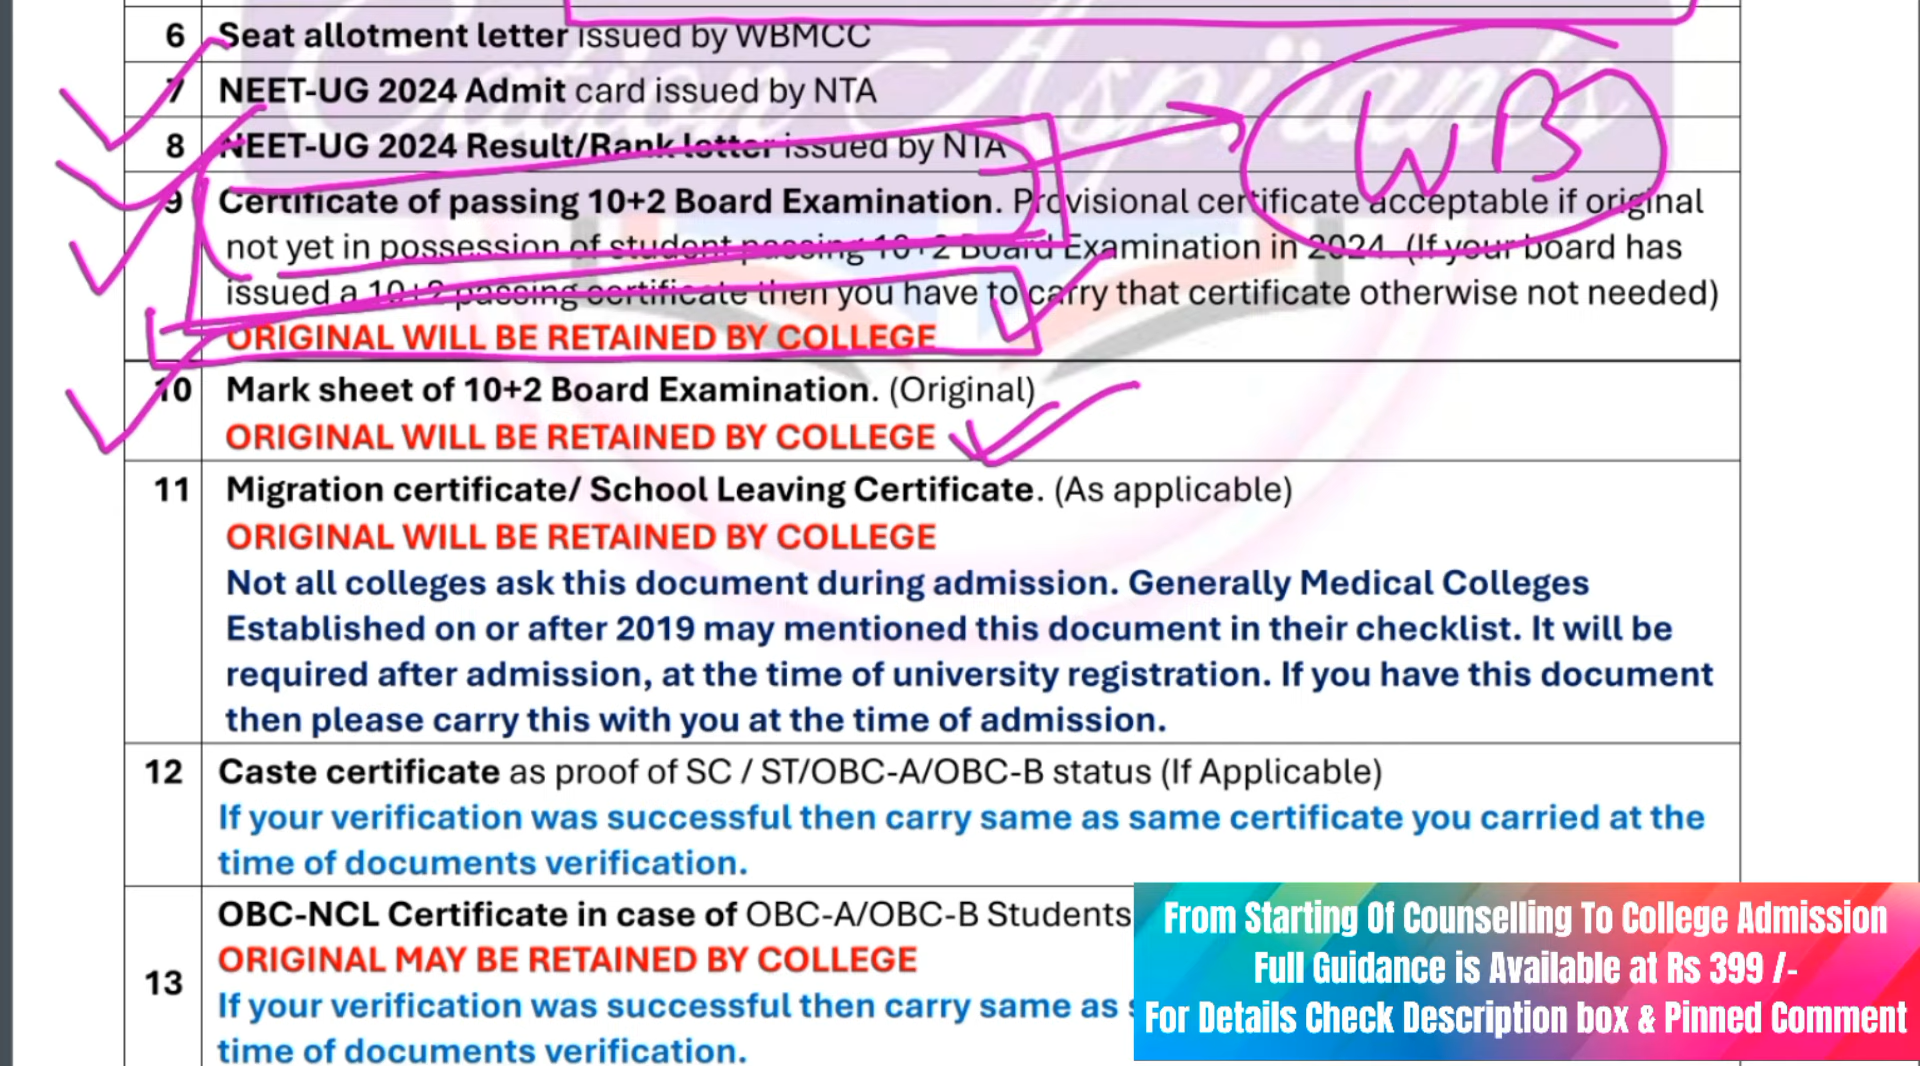 6 Seat allotment letter issued by WBMCC
7 NEET-UG 2024 Admit card issued by NTA
8 NEET-UG 2024 Result/Rank letter issued by NTA
WB
9 Certificate of passing 10+2 Board Examination. Provisional certificate acceptable if original
not yet in possession of student passing 10+2 Board Examination in 2024. (If your board has
issued a 10+2 passing certificate then you have to carry that certificate otherwise not needed)
ORIGINAL WILL BE RETAINED BY COLLEGE
10 Mark sheet of 10+2 Board Examination. (Original)
ORIGINAL WILL BE RETAINED BY COLLEGE
11 Migration certificate/ School Leaving Certificate. (As applicable)
ORIGINAL WILL BE RETAINED BY COLLEGE
Not all colleges ask this document during admission. Generally Medical Colleges
Established on or after 2019 may mentioned this document in their checklist. It will be
required after admission, at the time of university registration. If you have this document
then please carry this with you at the time of admission.
12 Caste certificate as proof of SC / ST/OBC-A/OBC-B status (If Applicable)
If your verification was successful then carry same as same certificate you carried at the
time of documents verification.
OBC-NCL Certificate in case of OBC-A/OBC-B Students
ORIGINAL MAY BE RETAINED BY COLLEGE
13 If your verification was successful then carry same as
time of documents verification.
From Starting Of Counselling To College Admission
Full Guidance is Available at Rs 399 /-
For Details Check Description box & Pinned Comment